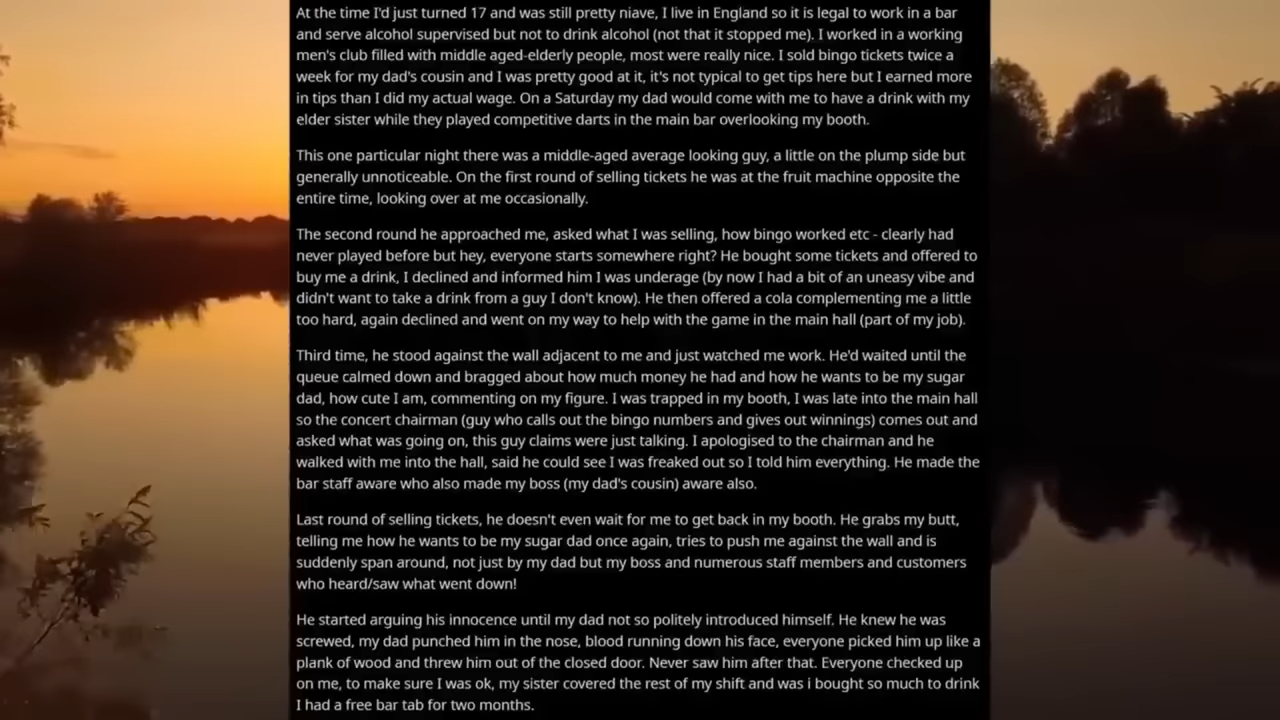 At the time I'd just turned 17 and was still pretty niave, I live in England so it is legal to work in a bar
and serve alcohol supervised but not to drink alcohol (not that it stopped me). I worked in a working
men's club filled with middle aged-elderly people, most were really nice. I sold bingo tickets twice a
week for my dad's cousin and I was pretty good at it, it's not typical to get tips here but I earned more
in tips than I did my actual wage. On a Saturday my dad would come with me to have a drink with my
elder sister while they played competitive darts in the main bar overlooking my booth.
This one particular night there was a middle-aged average looking guy, a little on the plump side but
generally unnoticeable. On the first round of selling tickets he was at the fruit machine opposite the
entire time, looking over at me occasionally.
The second round he approached me, asked what I was selling, how bingo worked etc - clearly had
never played before but hey, everyone starts somewhere right? He bought some tickets and offered to
buy me a drink, I declined and informed him I was underage (by now I had a bit of an uneasy vibe and
didn't want to take a drink from a guy I don't know). He then offered a cola complementing me a little
too hard, again declined and went on my way to help with the game in the main hall (part of my job).
Third time, he stood against the wall adjacent to me and just watched me work. He'd waited until the
queue calmed down and bragged about how much money he had and how he wants to be my sugar
dad, how cute I am, commenting on my figure. I was trapped in my booth, I was late into the main hall
so the concert chairman (guy who calls out the bingo numbers and gives out winnings) comes out and
asked what was going on, this guy claims were just talking. I apologised to the chairman and he
walked with me into the hall, said he could see I was freaked out so I told him everything. He made the
bar staff aware who also made my boss (my dad's cousin) aware also.
Last round of selling tickets, he doesn't even wait for me to get back in my booth. He grabs my butt,
telling me how he wants to be my sugar dad once again, tries to push me against the wall and is
suddenly span around, not just by my dad but my boss and numerous staff members and customers
who heard/saw what went down!
He started arguing his innocence until my dad not so politely introduced himself. He knew he was
screwed, my dad punched him in the nose, blood running down his face, everyone picked him up like a
plank of wood and threw him out of the closed door. Never saw him after that. Everyone checked up
on me, to make sure I was ok, my sister covered the rest of my shift and was i bought so much to drink
I had a free bar tab for two months.